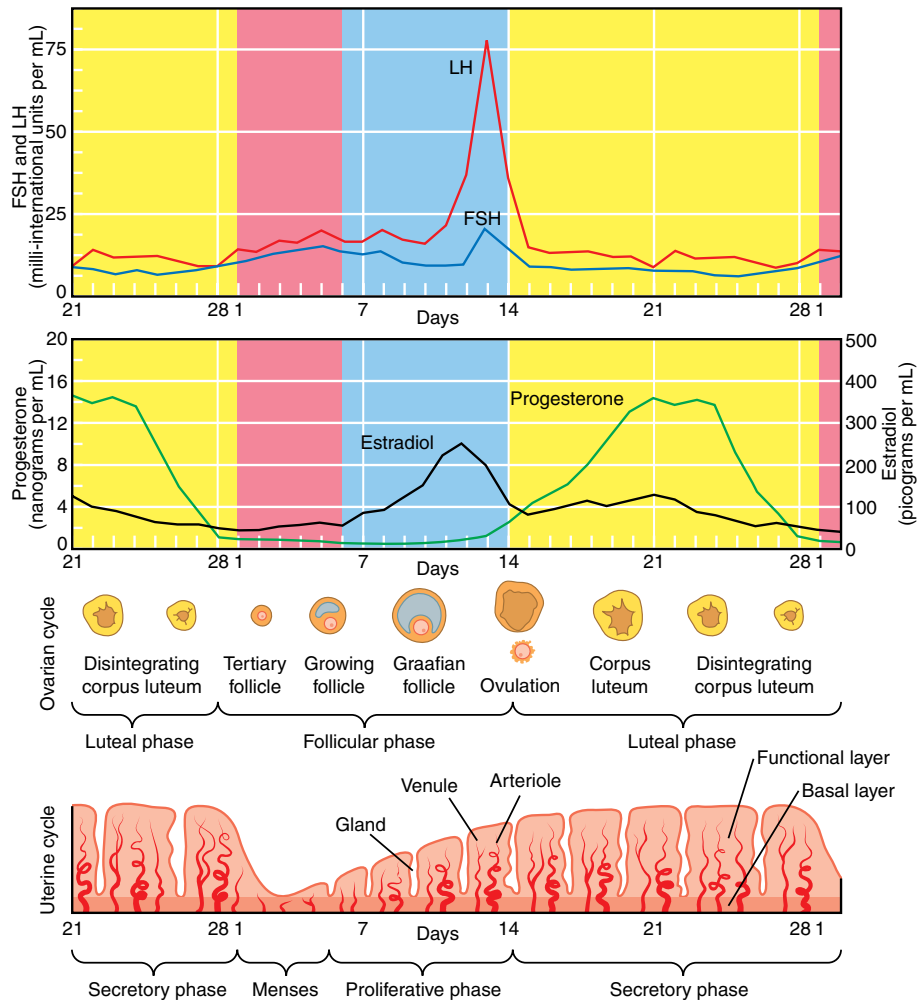 FSH and LH
(milli-international units per mL)
75
50
25
0
LH
FSH
21
28 1
7
14
21
28 1
Days
Progesterone
(nanograms per mL)
20
16
12
8
4
0
Progesterone
Estradiol
500
400
300
200
100
0
Estradiol
(picograms per mL)
21
28 1
7
14
21
28 1
Days
Ovarian cycle
Disintegrating
corpus luteum
Tertiary
follicle
Growing
follicle
Graafian
follicle
Ovulation
Corpus
luteum
Disintegrating
corpus luteum
Luteal phase
Follicular phase
Luteal phase
Uterine cycle
Gland
Venule
Arteriole
Functional layer
Basal layer
21
28 1
7
14
21
28 1
Days
Secretory phase
Menses
Proliferative phase
Secretory phase